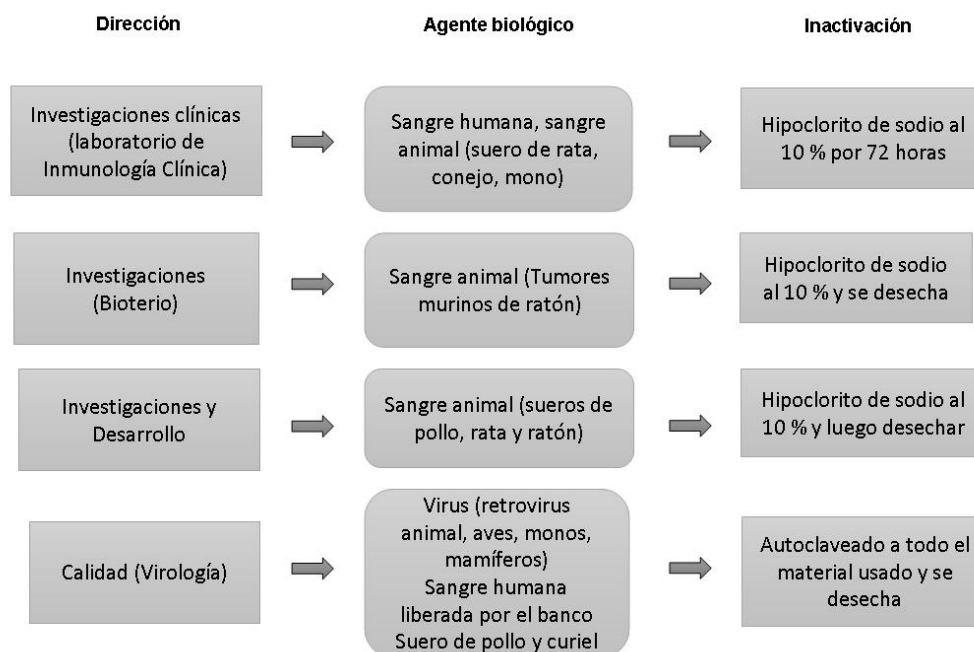 Dirección
Agente biológico
Inactivación
Investigaciones clínicas
(laboratorio de
Inmunología Clínica)
Sangre humana, sangre
animal (suero de rata,
conejo, mono)
Hipoclorito de sodio al
10 % por 72 horas
Investigaciones
(Bioterio)
Sangre animal (Tumores
murinos de ratón)
Hipoclorito de sodio
al 10 % y se desecha
Investigaciones y
Desarrollo
Sangre animal (sueros de
pollo, rata y ratón)
Hipoclorito de sodio al
10 % y luego desechar
Calidad (Virología)
Virus (retrovirus
animal, aves, monos,
mamíferos)
Sangre humana
liberada por el banco
Suero de pollo y curiel
Autoclaveado a todo el
material usado y se
desecha